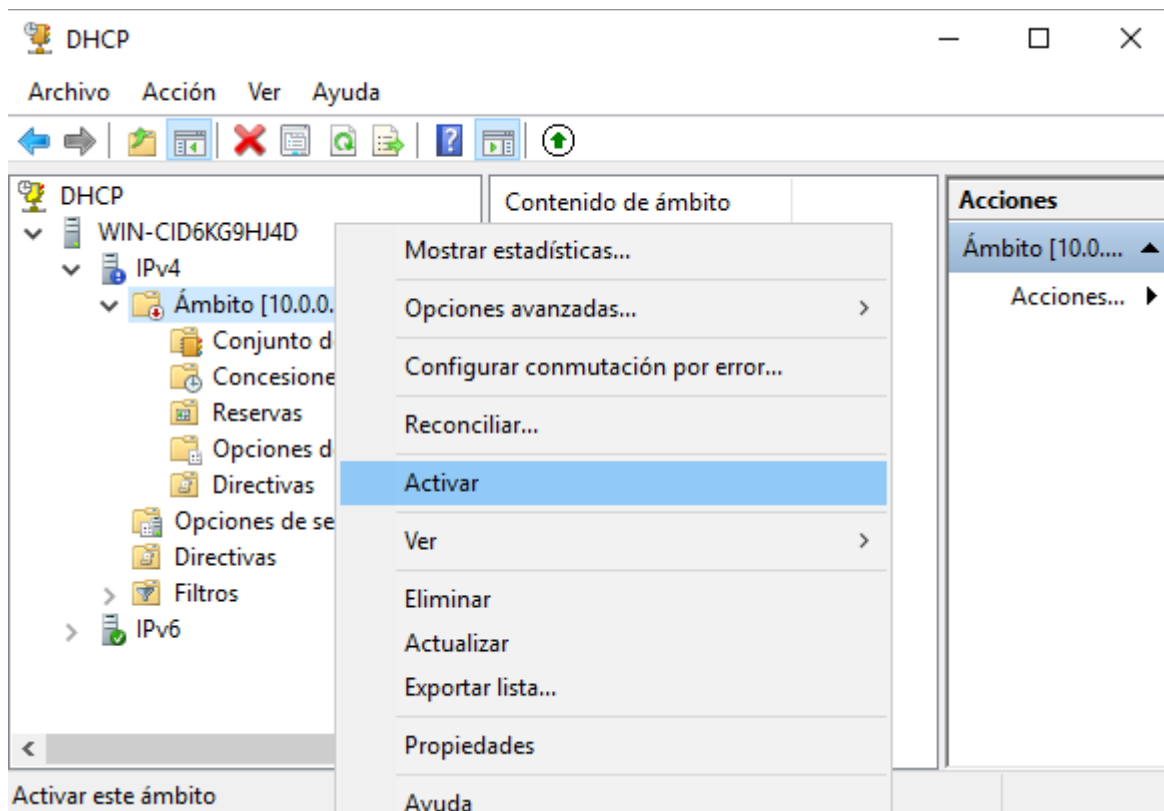 DHCP
Archivo Acción Ver Ayuda
DHCP
WIN-CID6KG9HJ4D
IPv4
Ámbito [10.0.0.
Conjunto d
Concesione
Reservas
Opciones d
Directivas
Opciones de se
Directivas
Filtros
IPv6
Contenido de ámbito
Mostrar estadísticas...
Opciones avanzadas...
Configurar conmutación por error...
Reconciliar...
Activar
Ver
Eliminar
Actualizar
Exportar lista...
Propiedades
Ayuda
Acciones
Ámbito [10.0....
Acciones...
Activar este ámbito